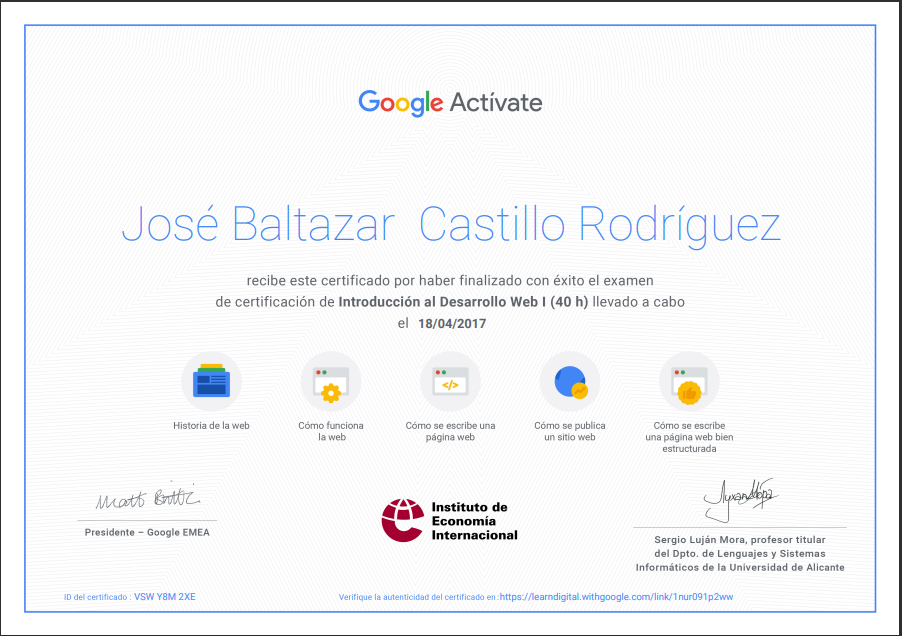 Google Actívate
José Baltazar Castillo Rodríguez
recibe este certificado por haber finalizado con éxito el examen
de certificación de Introducción al Desarrollo Web I (40 h) llevado a cabo
el 18/04/2017
</>
Historia de la web
Cómo funciona
la web
Cómo se escribe una
página web
Cómo se publica
un sitio web
Cómo se escribe
una página web bien
estructurada
Matt Brittin
Presidente – Google EMEA
Instituto de
Economía
Internacional
Sergio Luján Mora, profesor titular
del Dpto. de Lenguajes y Sistemas
Informáticos de la Universidad de Alicante
ID del certificado : VSW Y8M 2XE
Verifique la autenticidad del certificado en :https://learndigital.withgoogle.com/link/1nur091p2ww